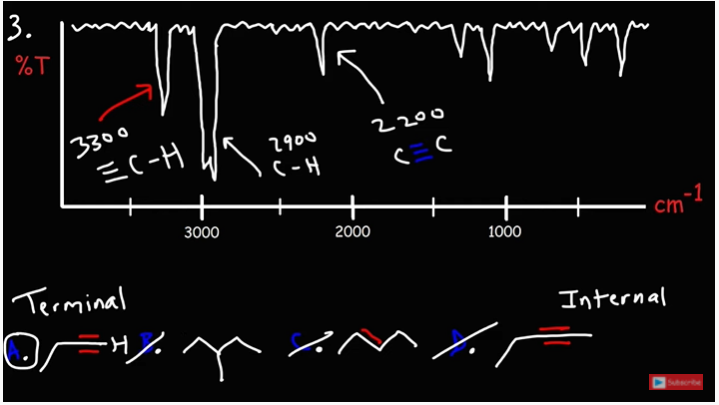 3.
%T
3300
≡C-H
2900
C-H
2200
C≡C
cm⁻¹
3000
2000
1000
Terminal
Internal
A.
H
B.
C.
D.
Subscribe